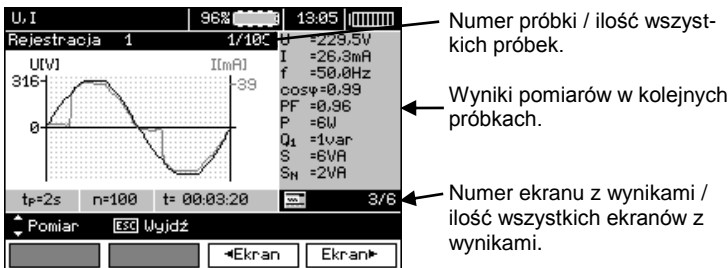 U,I 96% 13:05
Rejestracja 1 1/100
U =229,5V
I =26,3mA
f =50,0Hz
cosφ=0,99
PF =0,96
P =6W
Q₁ =1var
S =6VA
SN =2VA
U[V] I[mA]
316 39
0
tP=2s n=100 t= 00:03:20 3/6
Pomiar ESC Wyjdź
◄Ekran Ekran►
Numer próbki / ilość wszyst-
kich próbek.
Wyniki pomiarów w kolejnych
próbkach.
Numer ekranu z wynikami /
ilość wszystkich ekranów z
wynikami.